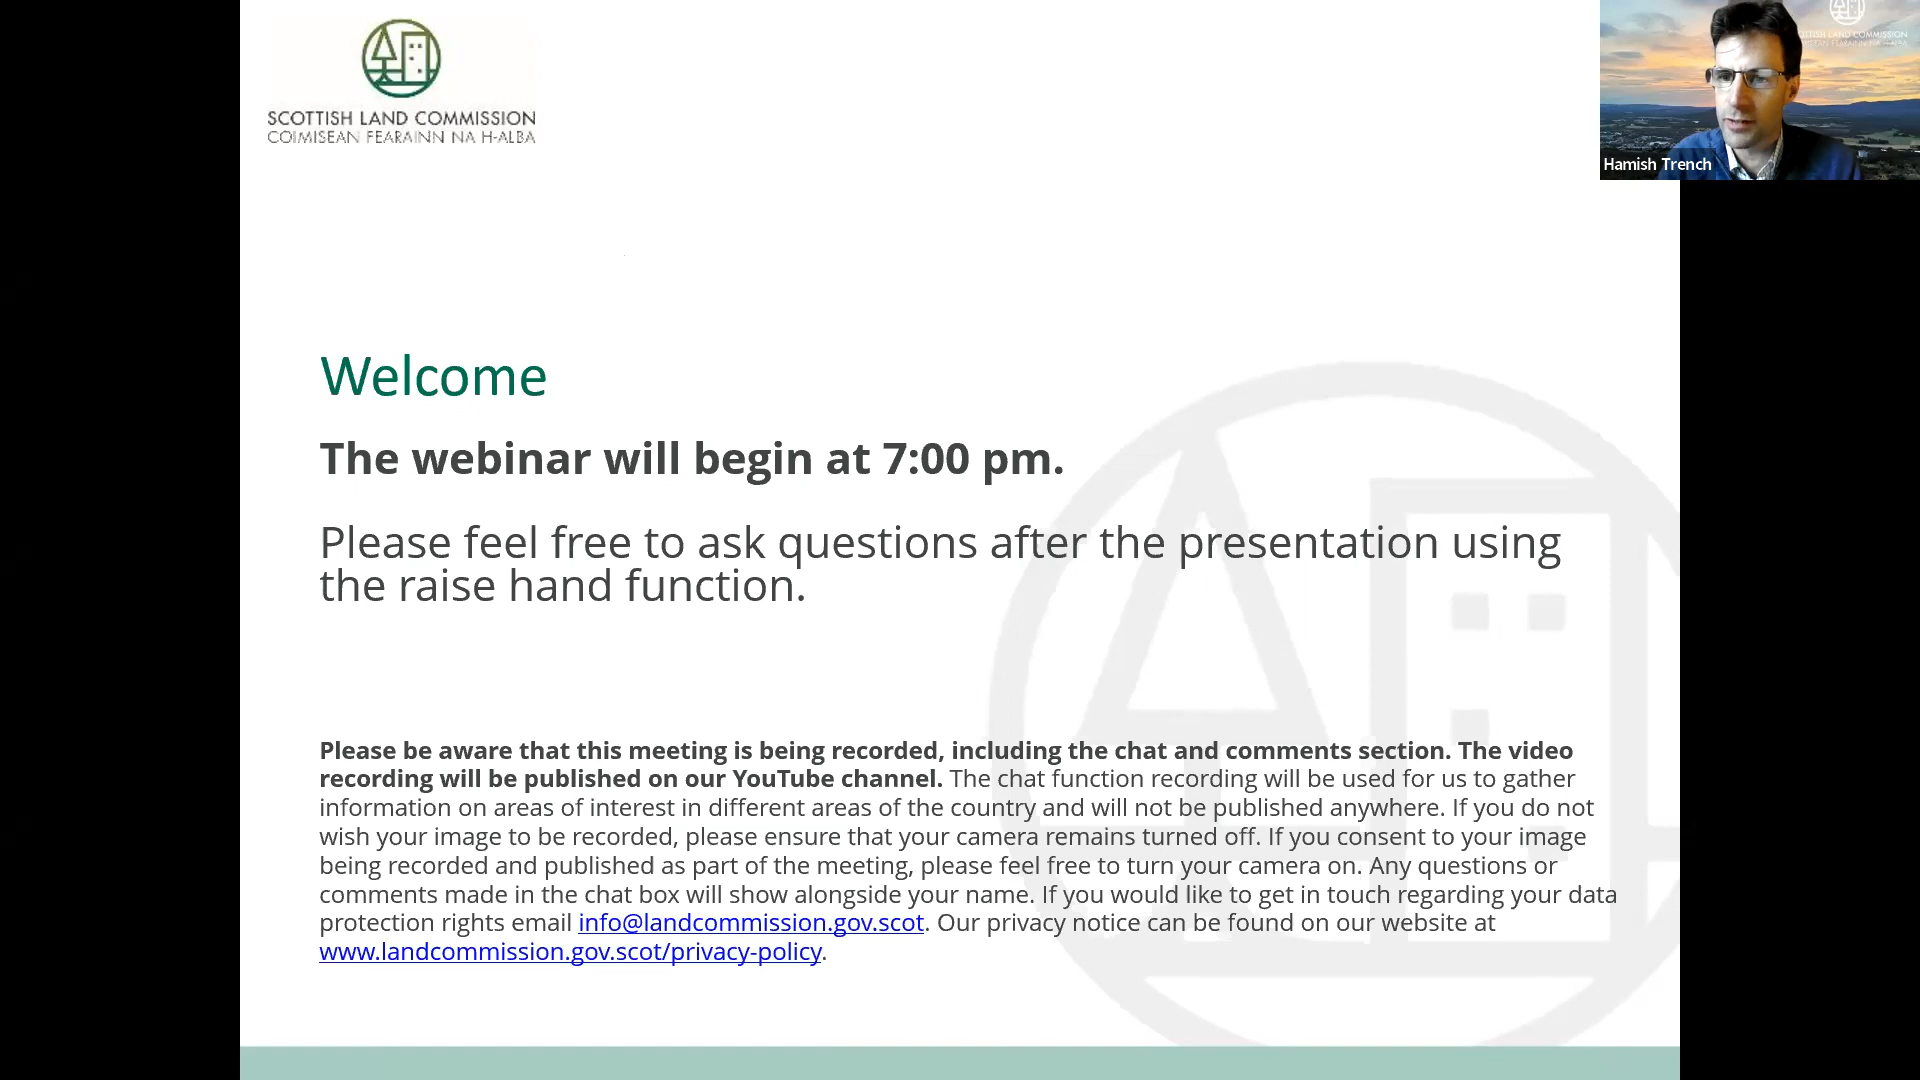 SCOTTISH LAND COMMISSION
COIMISEAN FEARAINN NA H-ALBA
Hamish Trench
Welcome
The webinar will begin at 7:00 pm.
Please feel free to ask questions after the presentation using
the raise hand function.
Please be aware that this meeting is being recorded, including the chat and comments section. The video
recording will be published on our YouTube channel. The chat function recording will be used for us to gather
information on areas of interest in different areas of the country and will not be published anywhere. If you do not
wish your image to be recorded, please ensure that your camera remains turned off. If you consent to your image
being recorded and published as part of the meeting, please feel free to turn your camera on. Any questions or
comments made in the chat box will show alongside your name. If you would like to get in touch regarding your data
protection rights email info@landcommission.gov.scot. Our privacy notice can be found on our website at
www.landcommission.gov.scot/privacy-policy.